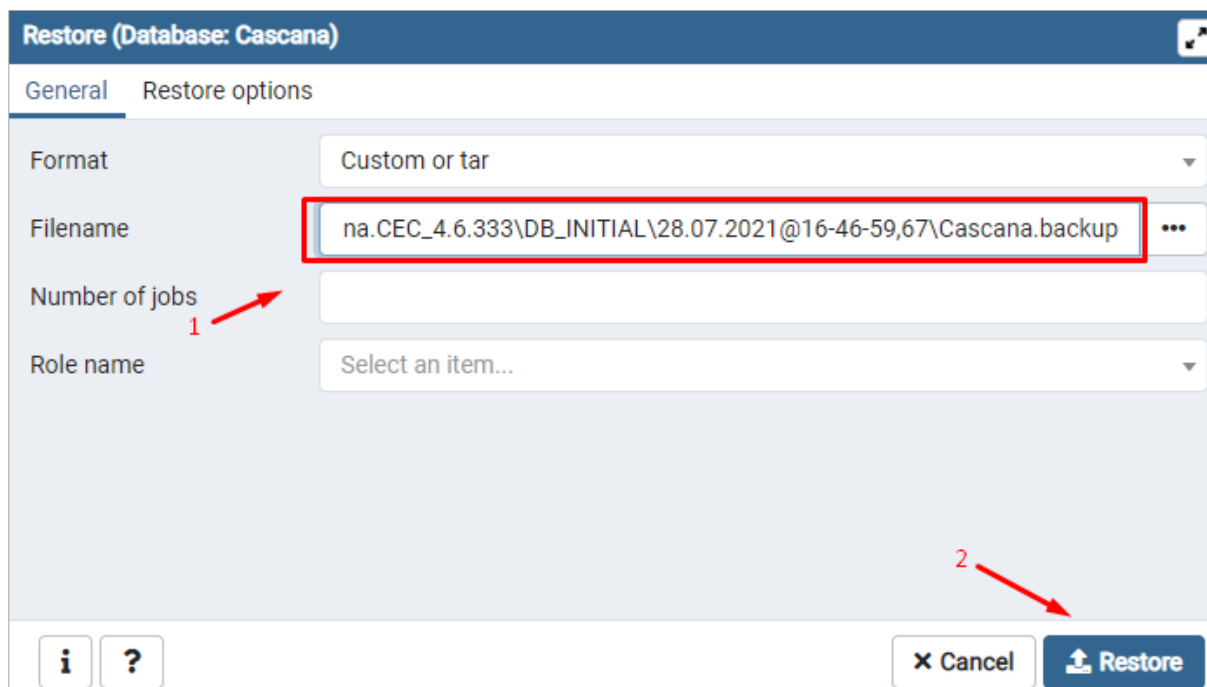 Restore (Database: Cascana)
General Restore options
Format Custom or tar
Filename na.CEC_4.6.333\DB_INITIAL\28.07.2021@16-46-59,67\Cascana.backup •••
Number of jobs
1
Role name Select an item...
2
i ? × Cancel Restore